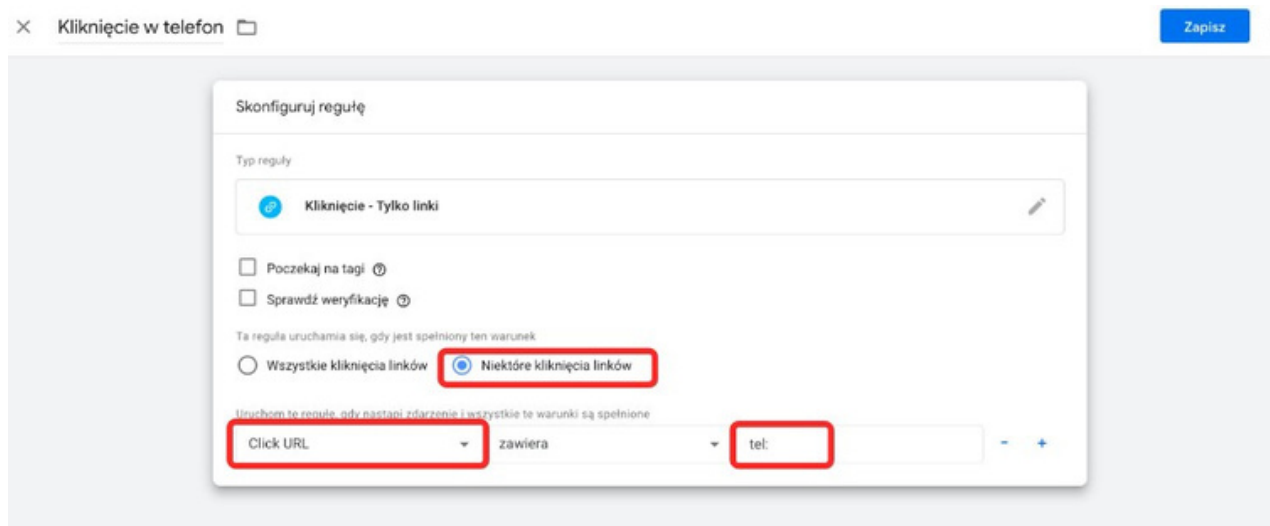 Kliknięcie w telefon
Zapisz
Skonfiguruj regułę
Typ reguły
Kliknięcie - Tylko linki
Poczekaj na tagi
Sprawdź weryfikację
Ta reguła uruchamia się, gdy jest spełniony ten warunek
Wszystkie kliknięcia linków Niektóre kliknięcia linków
Uruchom tę regułę, gdy nastąpi zdarzenie i wszystkie te warunki są spełnione
Click URL zawiera tel: - +